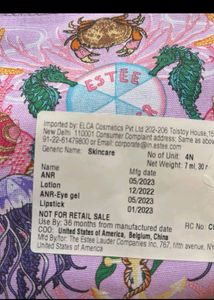 ESTEE
Imported by: ELCA Cosmetics Pvt Ltd 202-206 Tolstoy House, 15
New Delhi 110001 Consumer Complaint address: Same as above
91-22-61479800 Email: corporate@in.estee.com
Generic Name: Skincare No of Unit: 4N
Name Mfg date Net 7 ml, 30
ANR 05/2023
Lotion 12/2022
ANR-Eye gel 05/2023
Lipstick 01/2023
NOT FOR RETAIL SALE RC No:
Use By: 36 months from manufactured date
COO: United States of America, Belgium, China
Mfg By/for: The Estee Lauder Companies inc, 767, fifth avenue, NY
United States of America